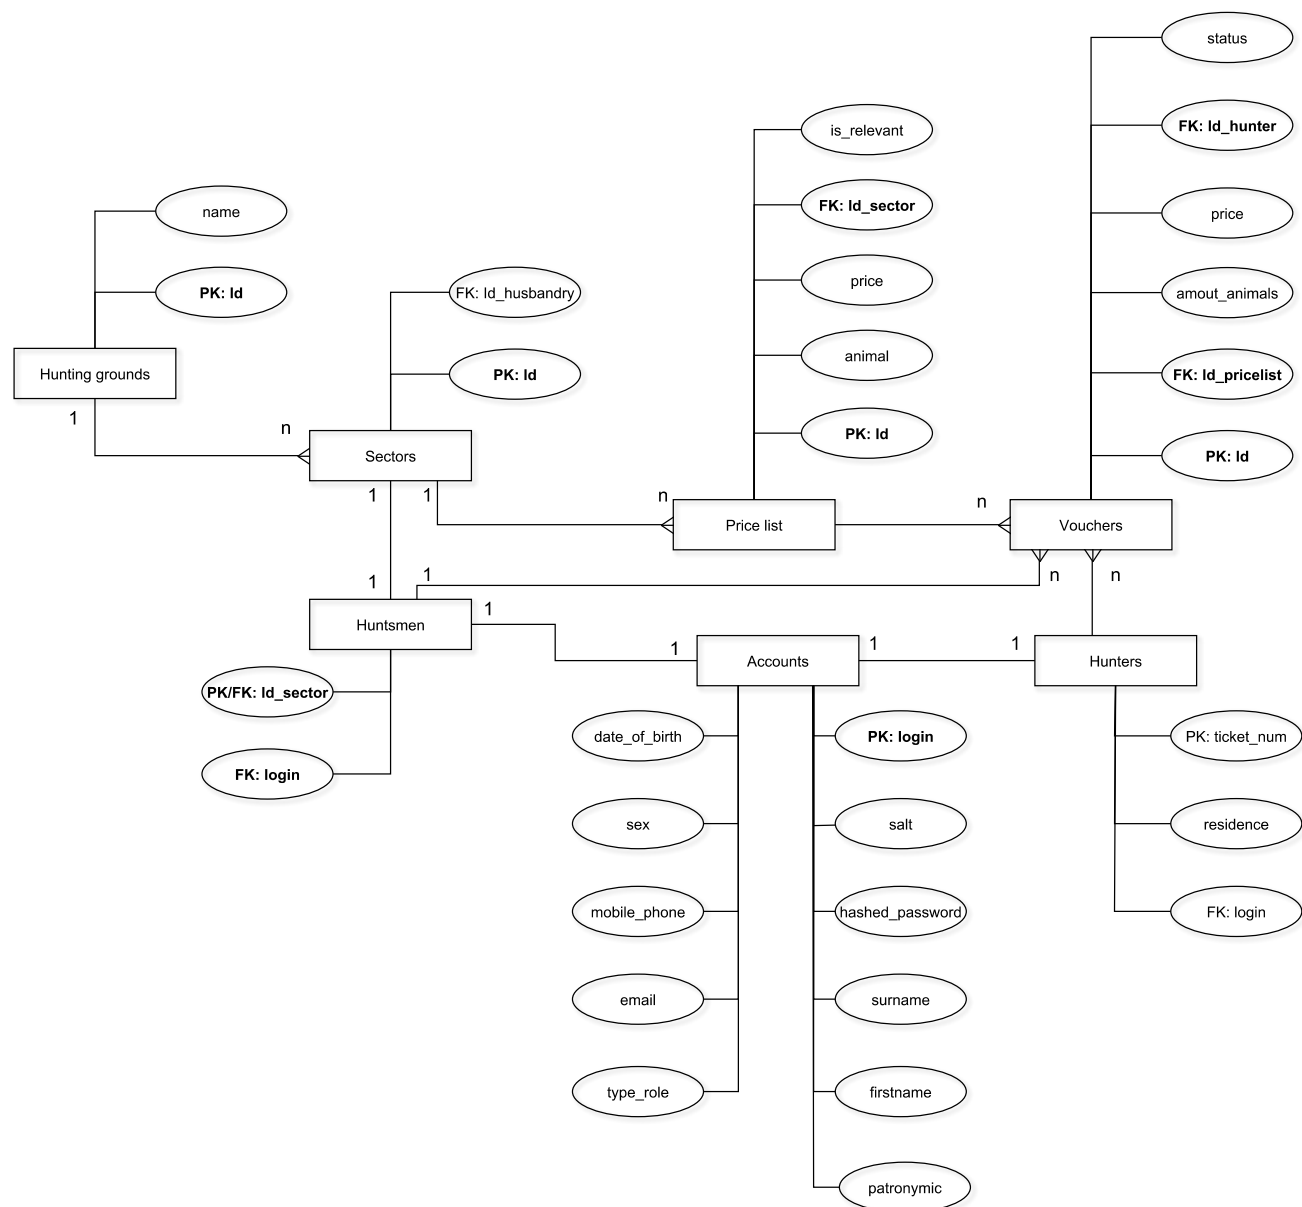 status
FK: Id_hunter
is_relevant
FK: Id_sector
name
price
price
PK: Id
FK: Id_husbandry
amout_animals
animal
Hunting grounds
PK: Id
FK: Id_pricelist
1
n
PK: Id
Sectors
PK: Id
1
1
n
n
Price list
Vouchers
1
1
n
n
Huntsmen
1
1
Accounts
1
1
Hunters
PK/FK: Id_sector
date_of_birth
PK: login
PK: ticket_num
FK: login
sex
salt
residence
mobile_phone
hashed_password
FK: login
email
surname
type_role
firstname
patronymic